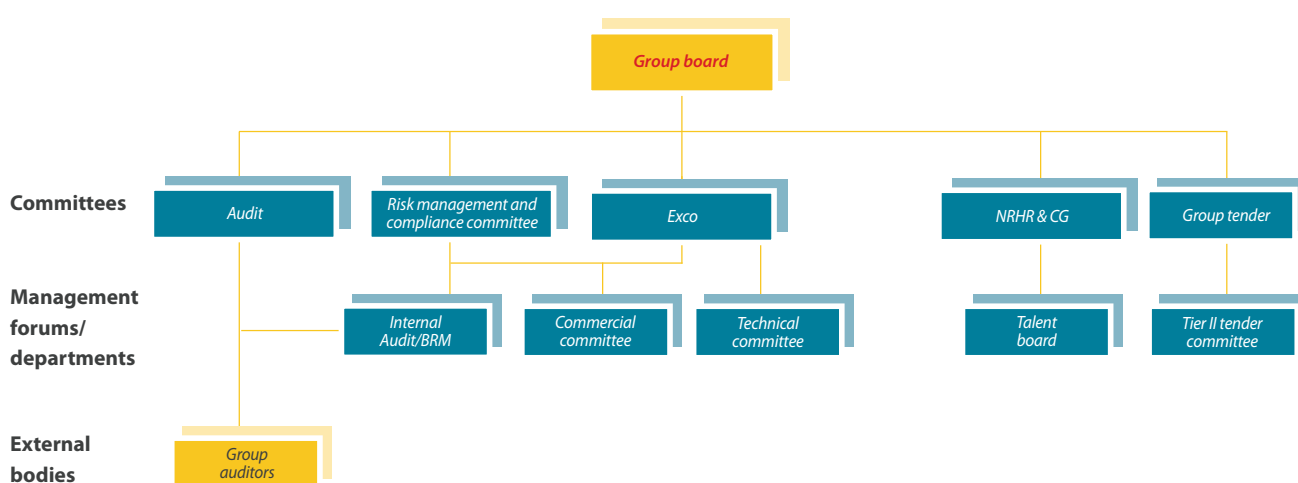 Group board
Committees
Audit
Risk management and
compliance committee
Exco
NRHR & CG
Group tender
Management
forums/
departments
Internal
Audit/BRM
Commercial
committee
Technical
committee
Talent
board
Tier II tender
committee
External
bodies
Group
auditors